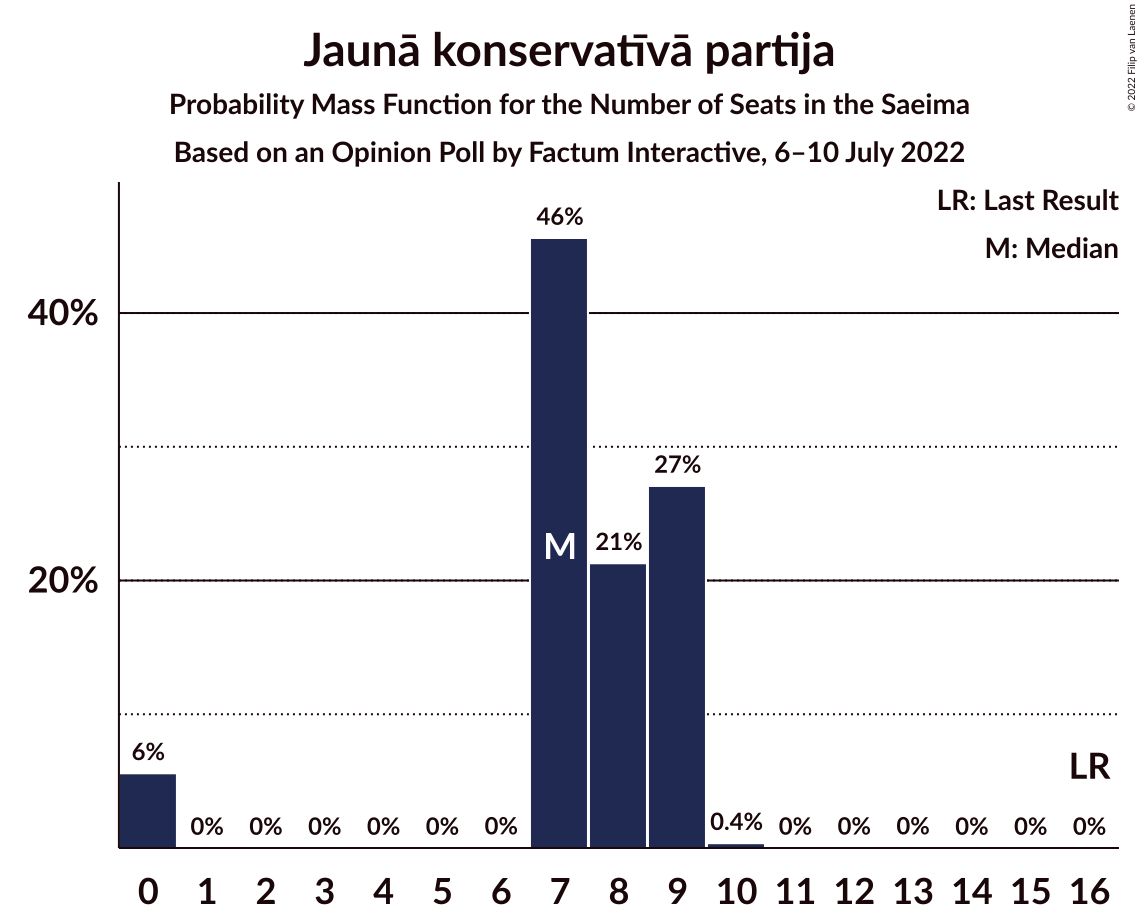 Jaunā konservatīvā partija
Probability Mass Function for the Number of Seats in the Saeima
Based on an Opinion Poll by Factum Interactive, 6–10 July 2022
© 2022 Filip van Laenen
LR: Last Result
M: Median
40%
20%
6%
0%
0%
0%
0%
0%
0%
46%
M
21%
27%
0.4%
0%
0%
0%
0%
0%
0%
LR
0 1 2 3 4 5 6 7 8 9 10 11 12 13 14 15 16